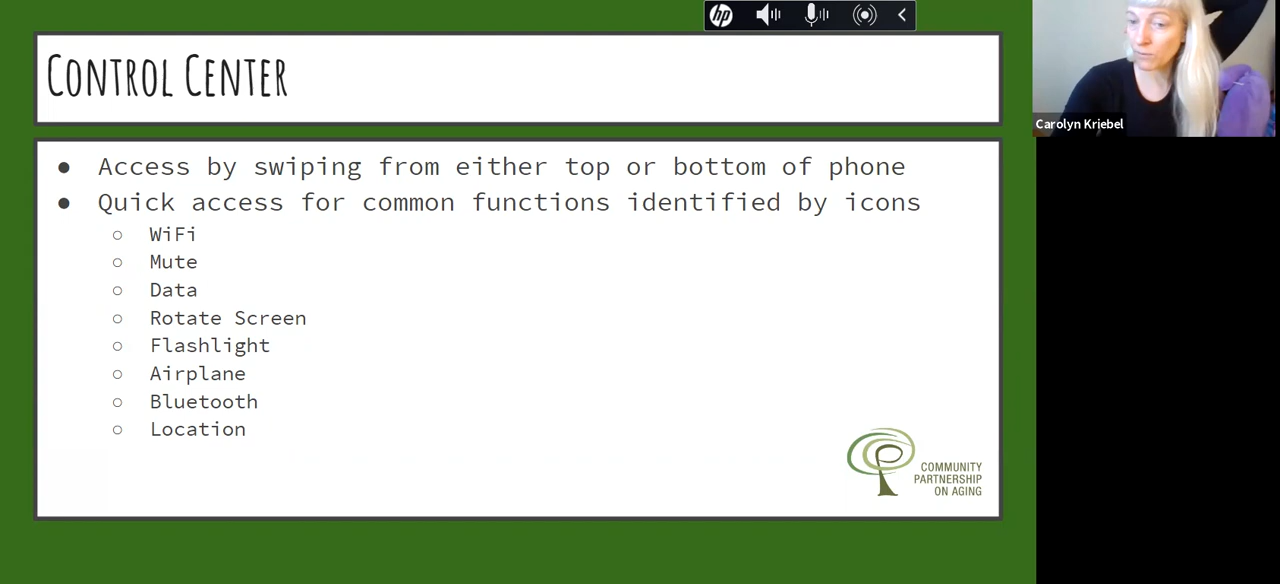 hp
CONTROL CENTER
Carolyn Kriebel
● Access by swiping from either top or bottom of phone
● Quick access for common functions identified by icons
○ WiFi
○ Mute
○ Data
○ Rotate Screen
○ Flashlight
○ Airplane
○ Bluetooth
○ Location
COMMUNITY
PARTNERSHIP
ON AGING